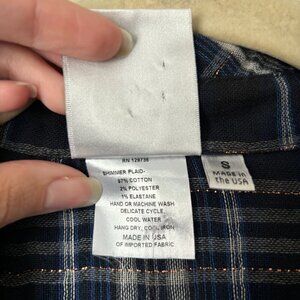 RN 129736
SHIMMER PLAID-
97% COTTON
2% POLYESTER
1% ELASTANE
HAND OR MACHINE WASH
DELICATE CYCLE
COOL WATER
HANG DRY, COOL IRON
MADE IN USA
OF IMPORTED FABRIC
S
MADE IN
the USA